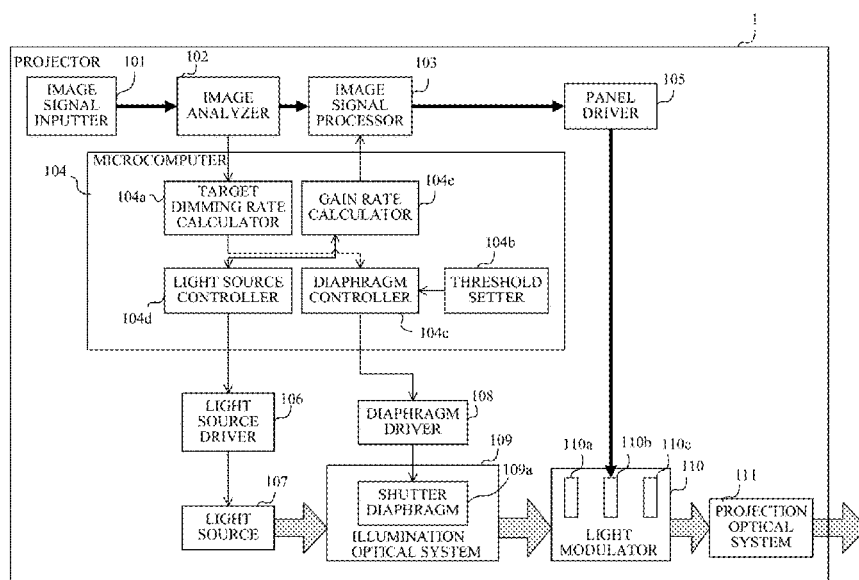 1
PROJECTOR
101
IMAGE
SIGNAL
INPUTTER
102
IMAGE
ANALYZER
103
IMAGE
SIGNAL
PROCESSOR
105
PANEL
DRIVER
104
MICROCOMPUTER
104a
TARGET
DIMMING RATE
CALCULATOR
104e
GAIN RATE
CALCULATOR
104b
THRESHOLD
SETTER
LIGHT SOURCE
CONTROLLER
104d
DIAPHRAGM
CONTROLLER
104c
106
LIGHT
SOURCE
DRIVER
108
DIAPHRAGM
DRIVER
107
LIGHT
SOURCE
109
109a
SHUTTER
DIAPHRAGM
ILLUMINATION
OPTICAL SYSTEM
110a
110b
110c
110
LIGHT
MODULATOR
111
PROJECTION
OPTICAL
SYSTEM